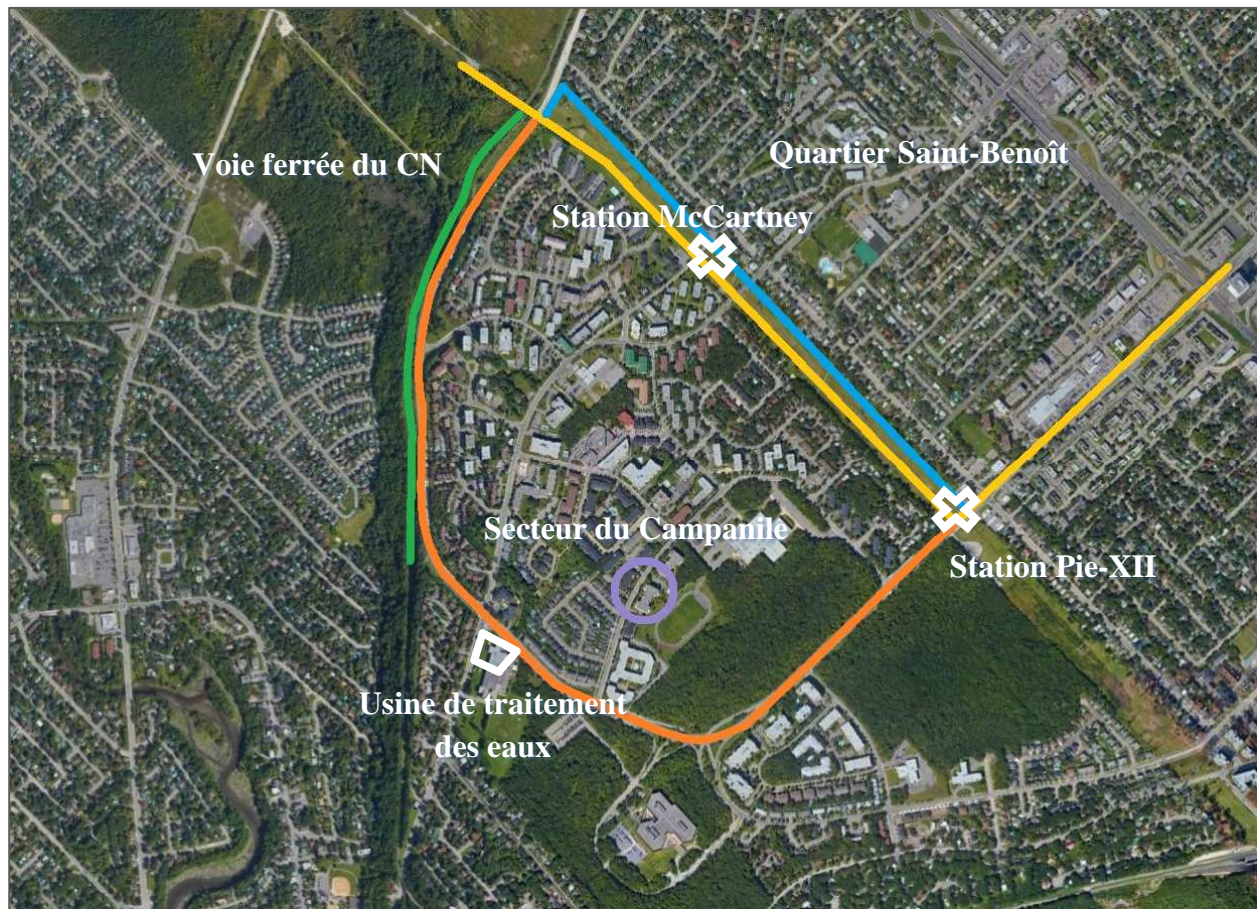 Quartier Saint-Benoît
Voie ferrée du CN
Station McCartney
Secteur du Campanile
Station Pie-XII
Usine de traitement
des eaux